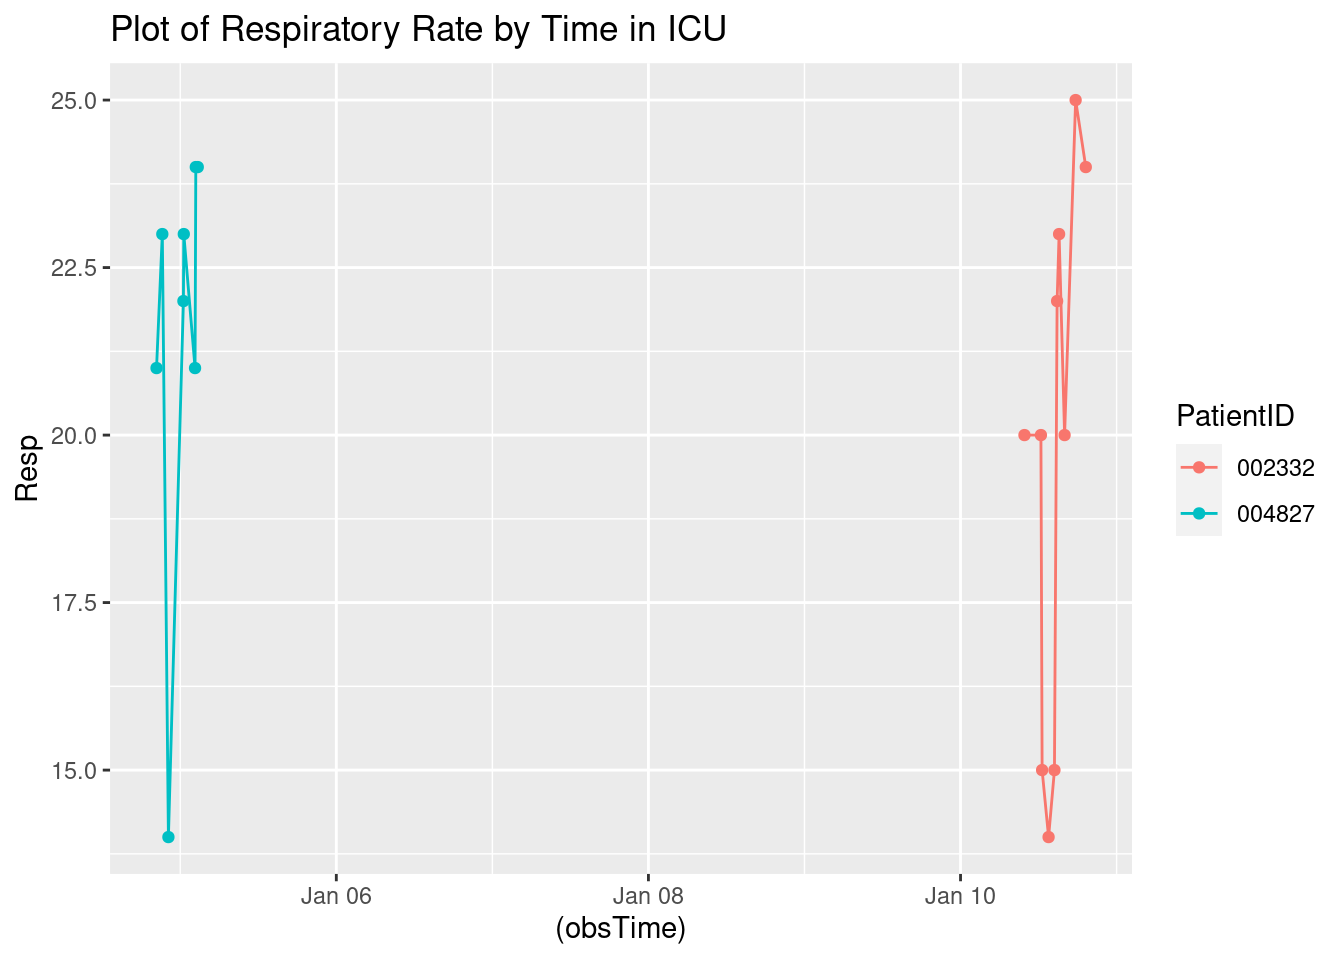 Plot of Respiratory Rate by Time in ICU
25.0
22.5
20.0
17.5
15.0
Resp
Jan 06
Jan 08
Jan 10
(obsTime)
PatientID
002332
004827